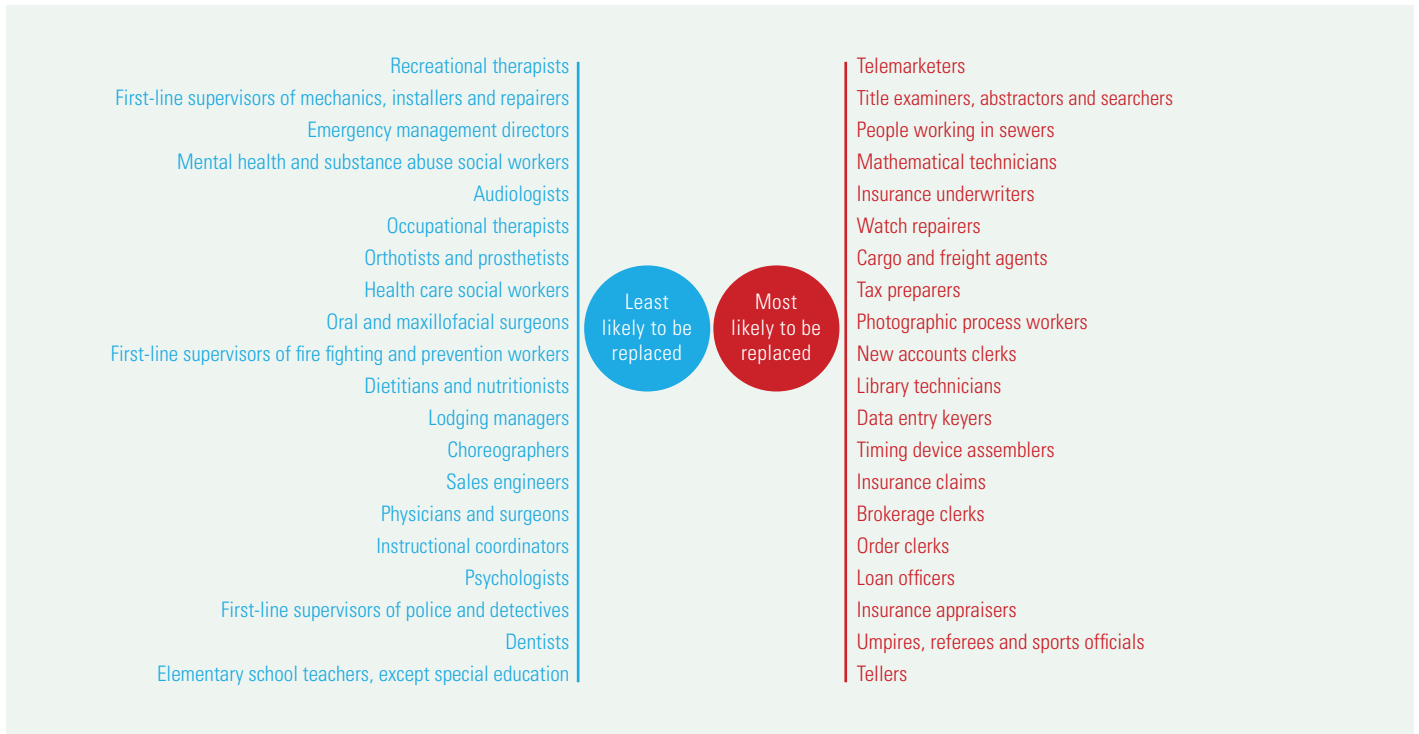 Recreational therapists
First-line supervisors of mechanics, installers and repairers
Emergency management directors
Mental health and substance abuse social workers
Audiologists
Occupational therapists
Orthotists and prosthetists
Health care social workers
Oral and maxillofacial surgeons
First-line supervisors of fire fighting and prevention workers
Dietitians and nutritionists
Lodging managers
Choreographers
Sales engineers
Physicians and surgeons
Instructional coordinators
Psychologists
First-line supervisors of police and detectives
Dentists
Elementary school teachers, except special education
Least
likely to be
replaced
Most
likely to be
replaced
Telemarketers
Title examiners, abstractors and searchers
People working in sewers
Mathematical technicians
Insurance underwriters
Watch repairers
Cargo and freight agents
Tax preparers
Photographic process workers
New accounts clerks
Library technicians
Data entry keyers
Timing device assemblers
Insurance claims
Brokerage clerks
Order clerks
Loan officers
Insurance appraisers
Umpires, referees and sports officials
Tellers